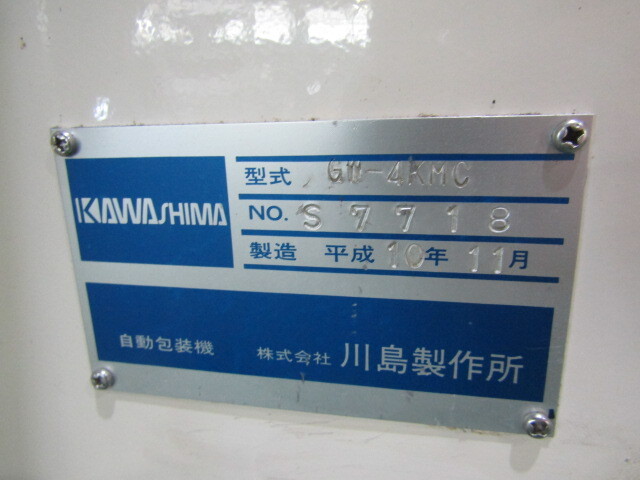 KAWASHIMA
型式 GW-4KMC
NO. S7718
製造 平成10年11月
自動包装機 株式会社 川島製作所